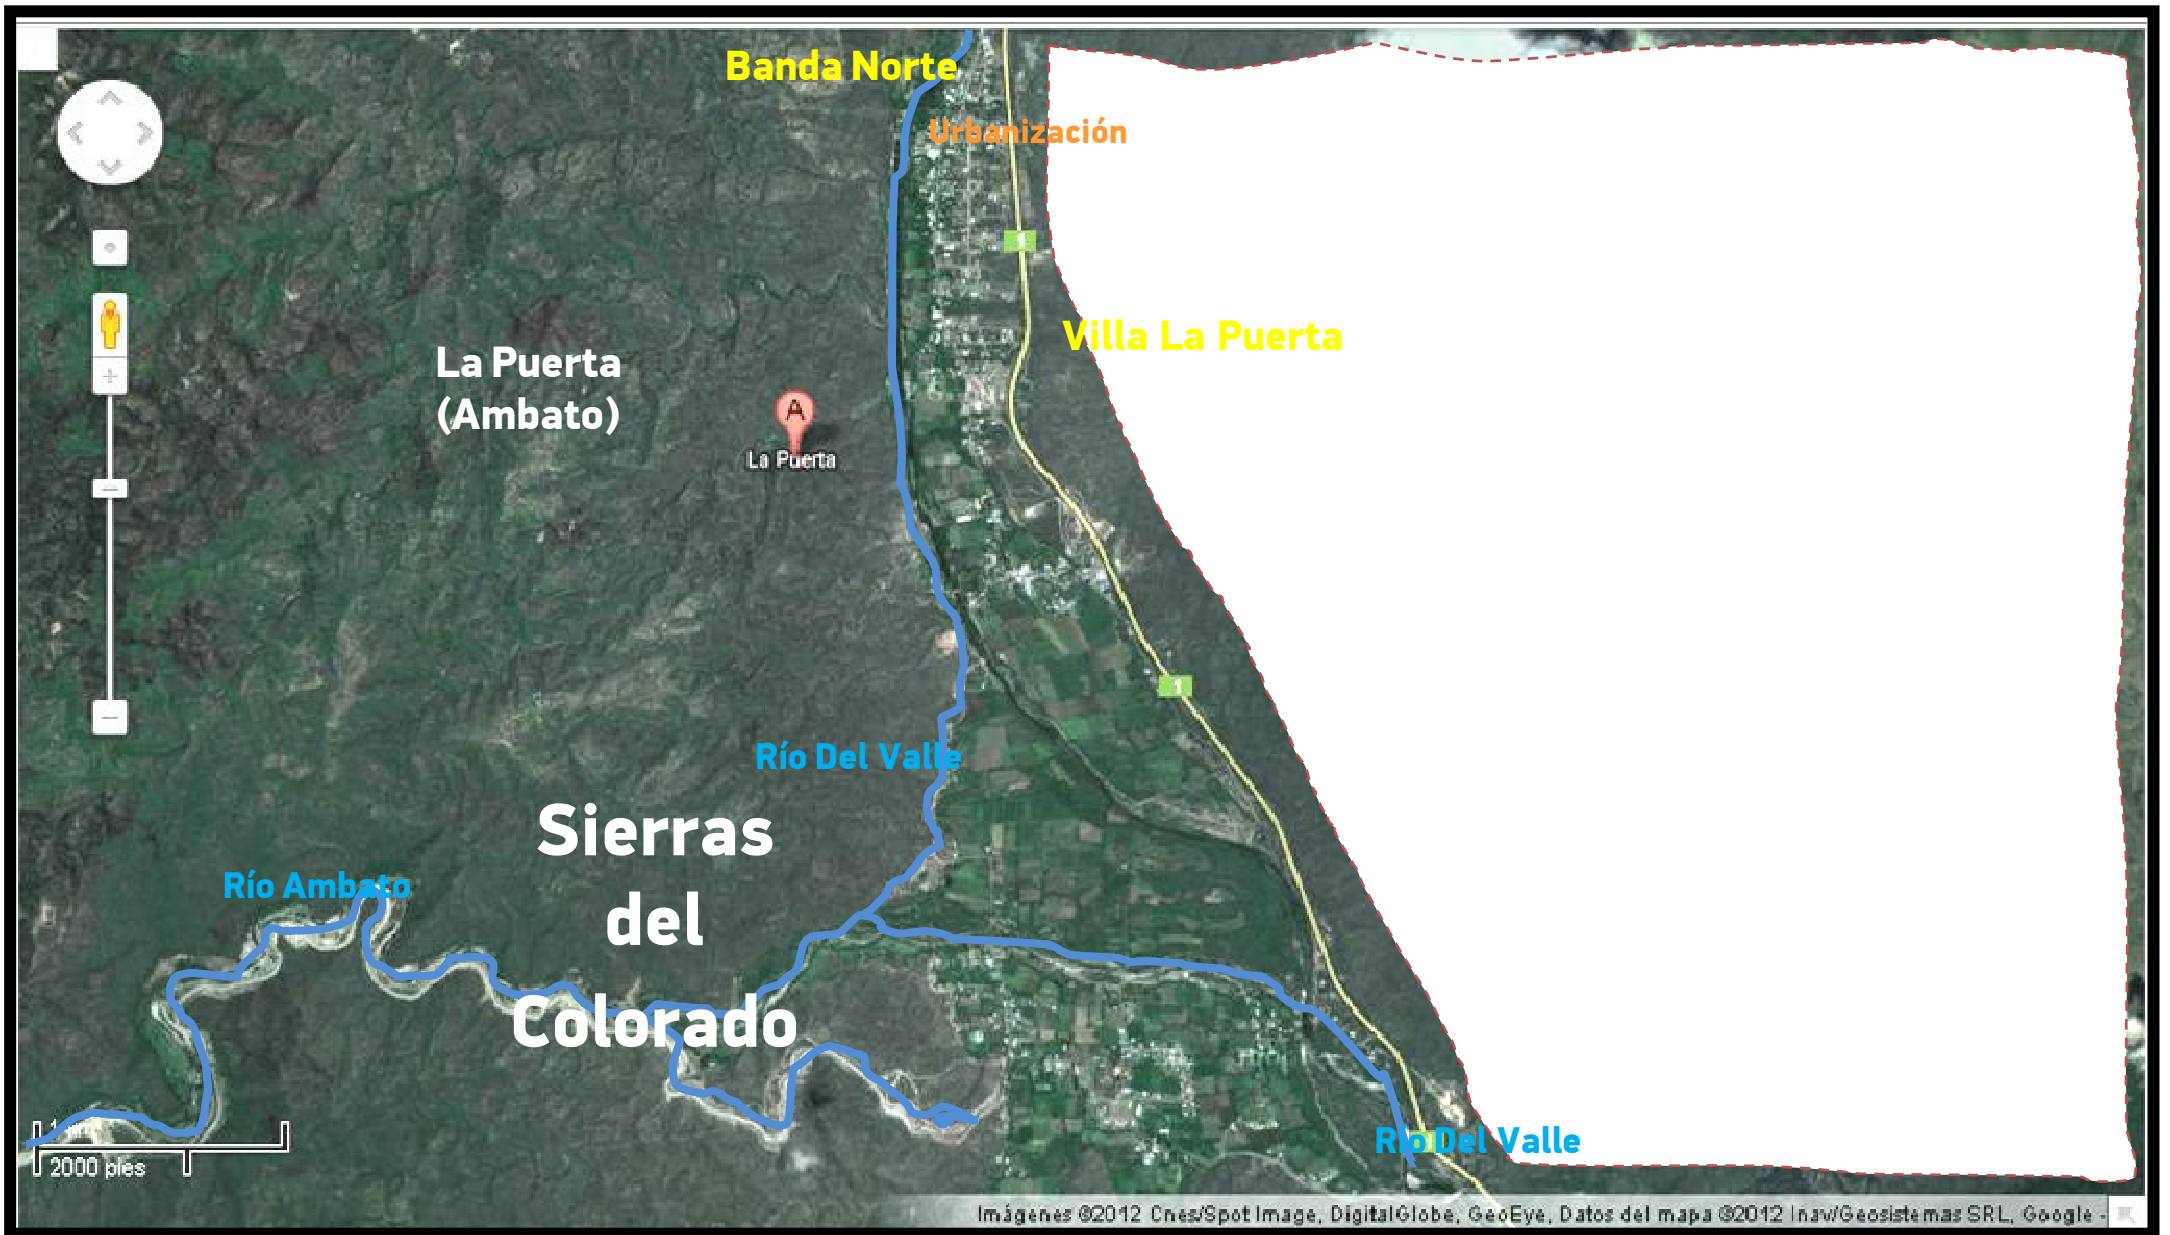 Banda Norte
Urbanización
1
Villa La Puerta
La Puerta
(Ambato)
A
La Puerta
1
Río Del Valle
Sierras
del
Colorado
Río Ambato
Río Del Valle
2000 pies
Imágenes ©2012 Cnes/Spot Image, DigitalGlobe, GeoEye, Datos del mapa ©2012 Inav/Geosistemas SRL, Google -